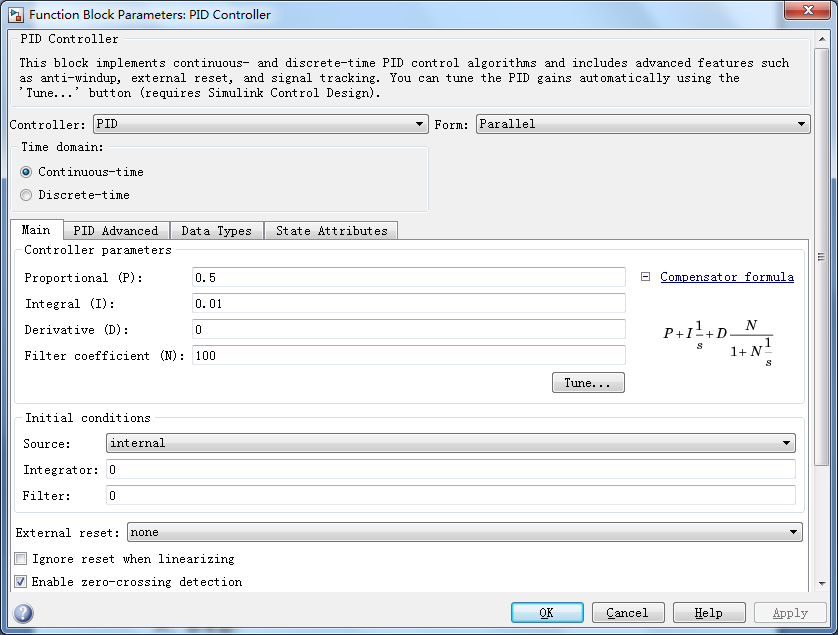 Function Block Parameters: PID Controller
PID Controller
This block implements continuous- and discrete-time PID control algorithms and includes advanced features such
as anti-windup, external reset, and signal tracking. You can tune the PID gains automatically using the
'Tune...' button (requires Simulink Control Design).
Controller: PID Form: Parallel
Time domain:
Continuous-time
Discrete-time
Main PID Advanced Data Types State Attributes
Controller parameters
Proportional (P): 0.5 Compensator formula
Integral (I): 0.01
Derivative (D): 0
Filter coefficient (N): 100
P+I 1/s +D N/(1+N 1/s)
Tune...
Initial conditions
Source: internal
Integrator: 0
Filter: 0
External reset: none
Ignore reset when linearizing
Enable zero-crossing detection
OK Cancel Help Apply